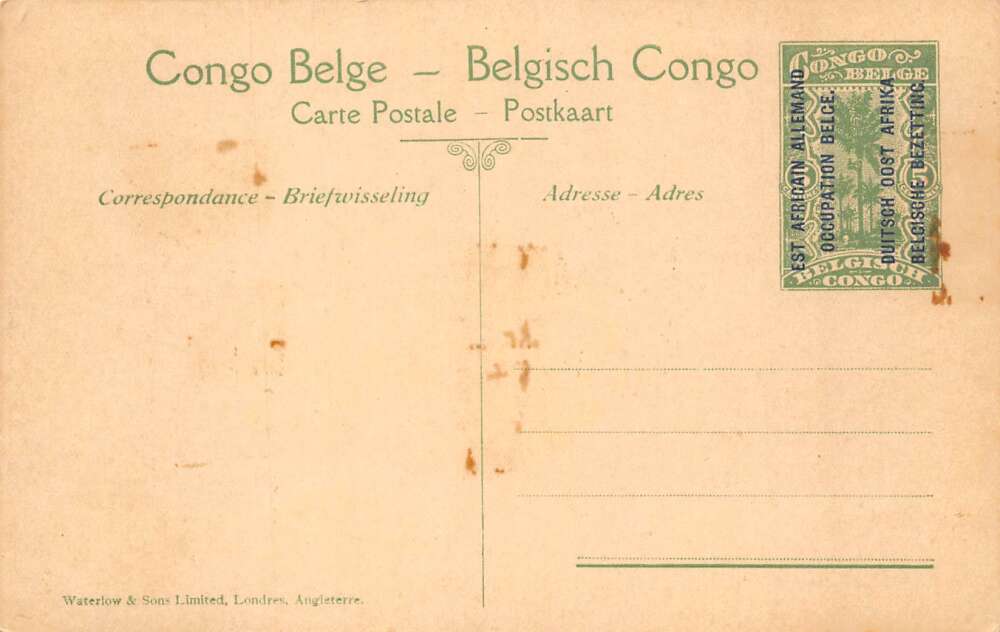 Congo Belge – Belgisch Congo
Carte Postale – Postkaart
Correspondance – Briefwisseling
Adresse – Adres
CONGO
BELGE
EST AFRICAIN ALLEMAND
OCCUPATION BELGE.
DUITSCH OOST AFRIKA
BELGISCHE BEZETTING.
5
BELGISCH
CONGO
Waterlow & Sons Limited, Londres, Angleterre.